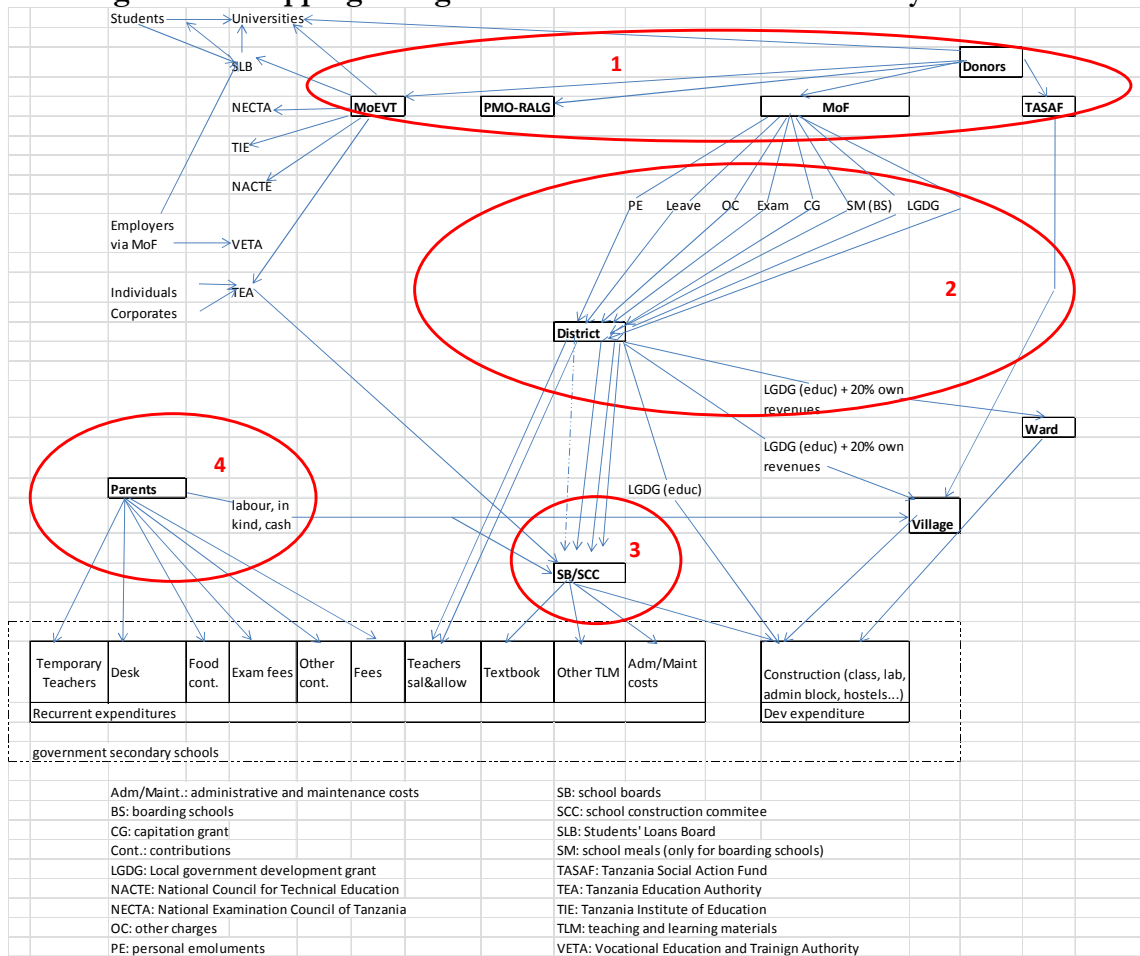 Students
Universities
1
SLB
Donors
NECTA
MoEVT
PMO-RALG
MoF
TASAF
TIE
NACTE
PE
Leave
OC
Exam
CG
SM (BS)
LGDG
Employers
via MoF
VETA
2
Individuals
Corporates
TEA
District
LGDG (educ) + 20% own
revenues
Ward
LGDG (educ) + 20% own
revenues
4
Parents
LGDG (educ)
labour, in
kind, cash
Village
3
SB/SCC
Temporary
Teachers
Desk
Food
cont.
Exam fees
Other
cont.
Fees
Teachers
sal&allow
Textbook
Other TLM
Adm/Maint
costs
Construction (class, lab,
admin block, hostels...)
Recurrent expenditures
Dev expenditure
government secondary schools
Adm/Maint.: administrative and maintenance costs
BS: boarding schools
CG: capitation grant
Cont.: contributions
LGDG: Local government development grant
NACTE: National Council for Technical Education
NECTA: National Examination Council of Tanzania
OC: other charges
PE: personal emoluments
SB: school boards
SCC: school construction commitee
SLB: Students' Loans Board
SM: school meals (only for boarding schools)
TASAF: Tanzania Social Action Fund
TEA: Tanzania Education Authority
TIE: Tanzania Institute of Education
TLM: teaching and learning materials
VETA: Vocational Education and Trainign Authority